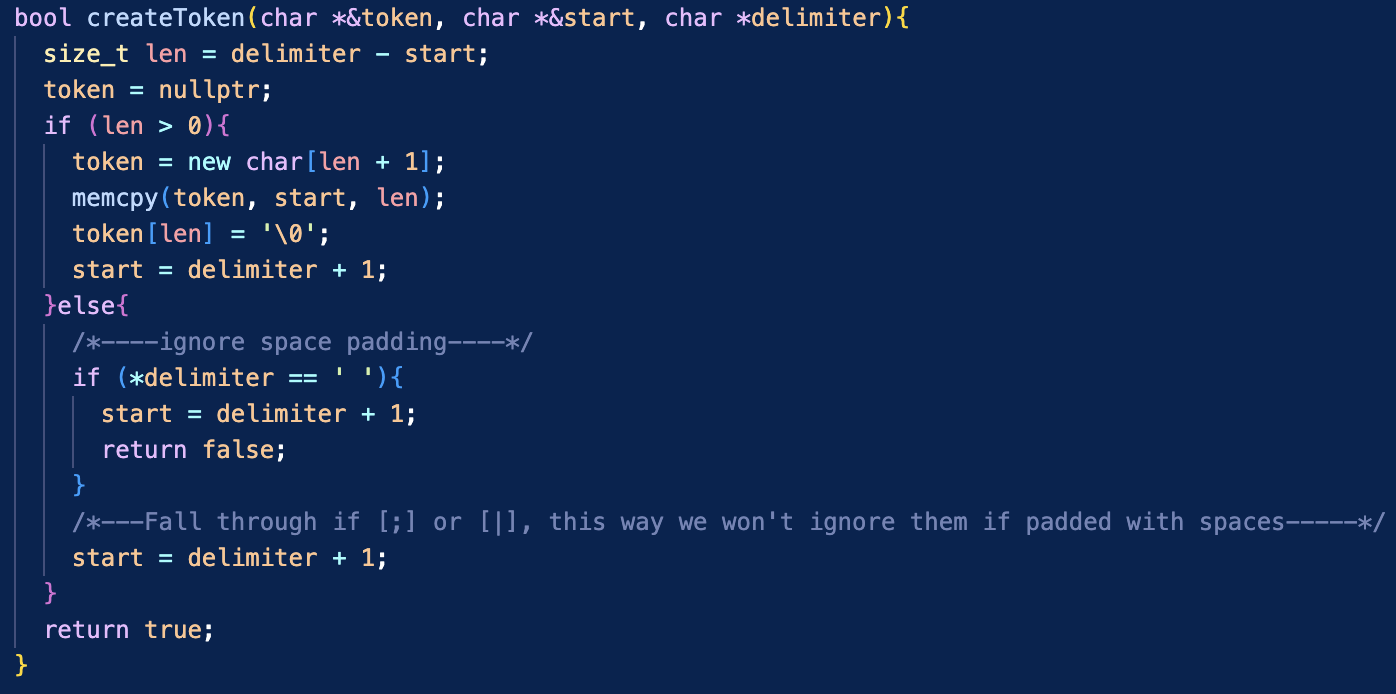 bool createToken(char *&token, char *&start, char *delimiter){
  size_t len = delimiter - start;
  token = nullptr;
  if (len > 0){
    token = new char[len + 1];
    memcpy(token, start, len);
    token[len] = '\0';
    start = delimiter + 1;
  }else{
    /*----ignore space padding----*/
    if (*delimiter == ' '){
      start = delimiter + 1;
      return false;
    }
    /*---Fall through if [;] or [|], this way we won't ignore them if padded with spaces-----*/
    start = delimiter + 1;
  }
  return true;
}